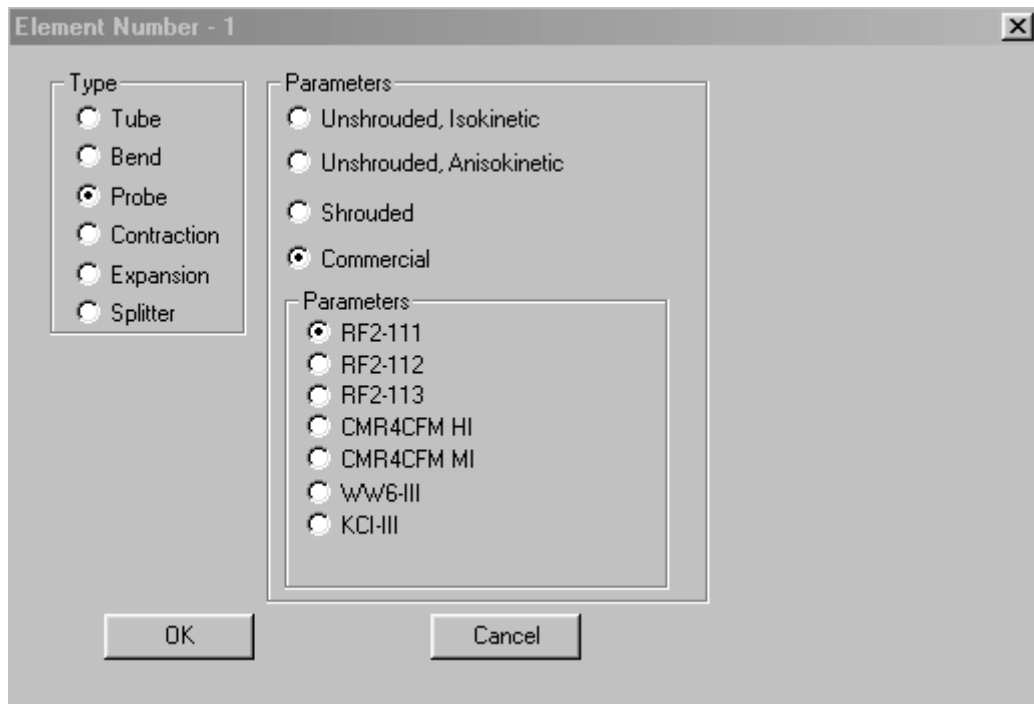 Element Number - 1
Type
Tube
Bend
Probe
Contraction
Expansion
Splitter
Parameters
Unshrouded, Isokinetic
Unshrouded, Anisokinetic
Shrouded
Commercial
Parameters
RF2-111
RF2-112
RF2-113
CMR4CFM HI
CMR4CFM MI
WW6-III
KCI-III
OK
Cancel